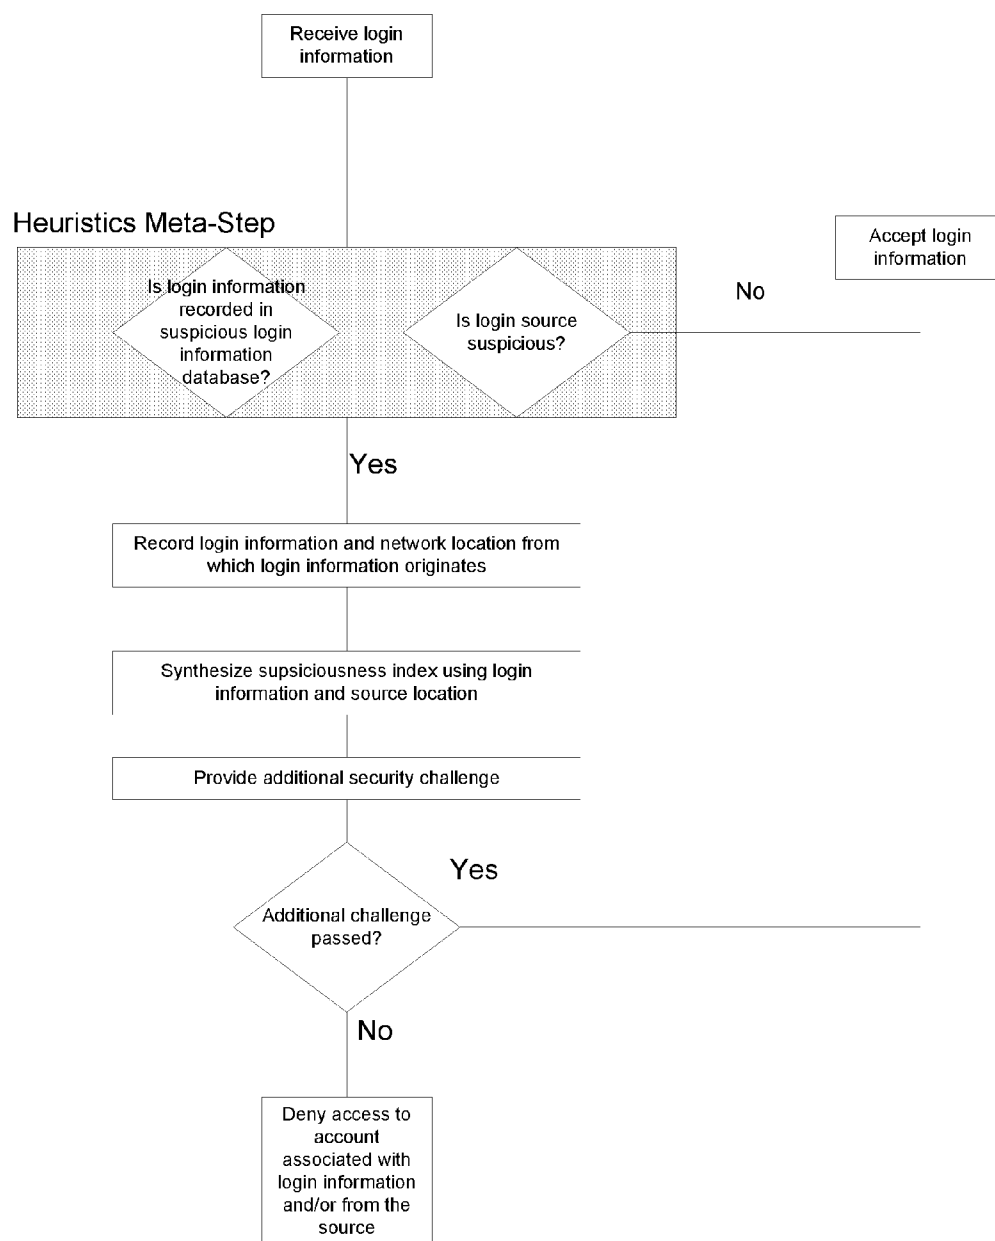 Receive login
information
Heuristics Meta-Step
Accept login
information
Is login information
recorded in
suspicious login
information
database?
Is login source
suspicious?
No
Yes
Record login information and network location from
which login information originates
Synthesize supsiciousness index using login
information and source location
Provide additional security challenge
Yes
Additional challenge
passed?
No
Deny access to
account
associated with
login information
and/or from the
source